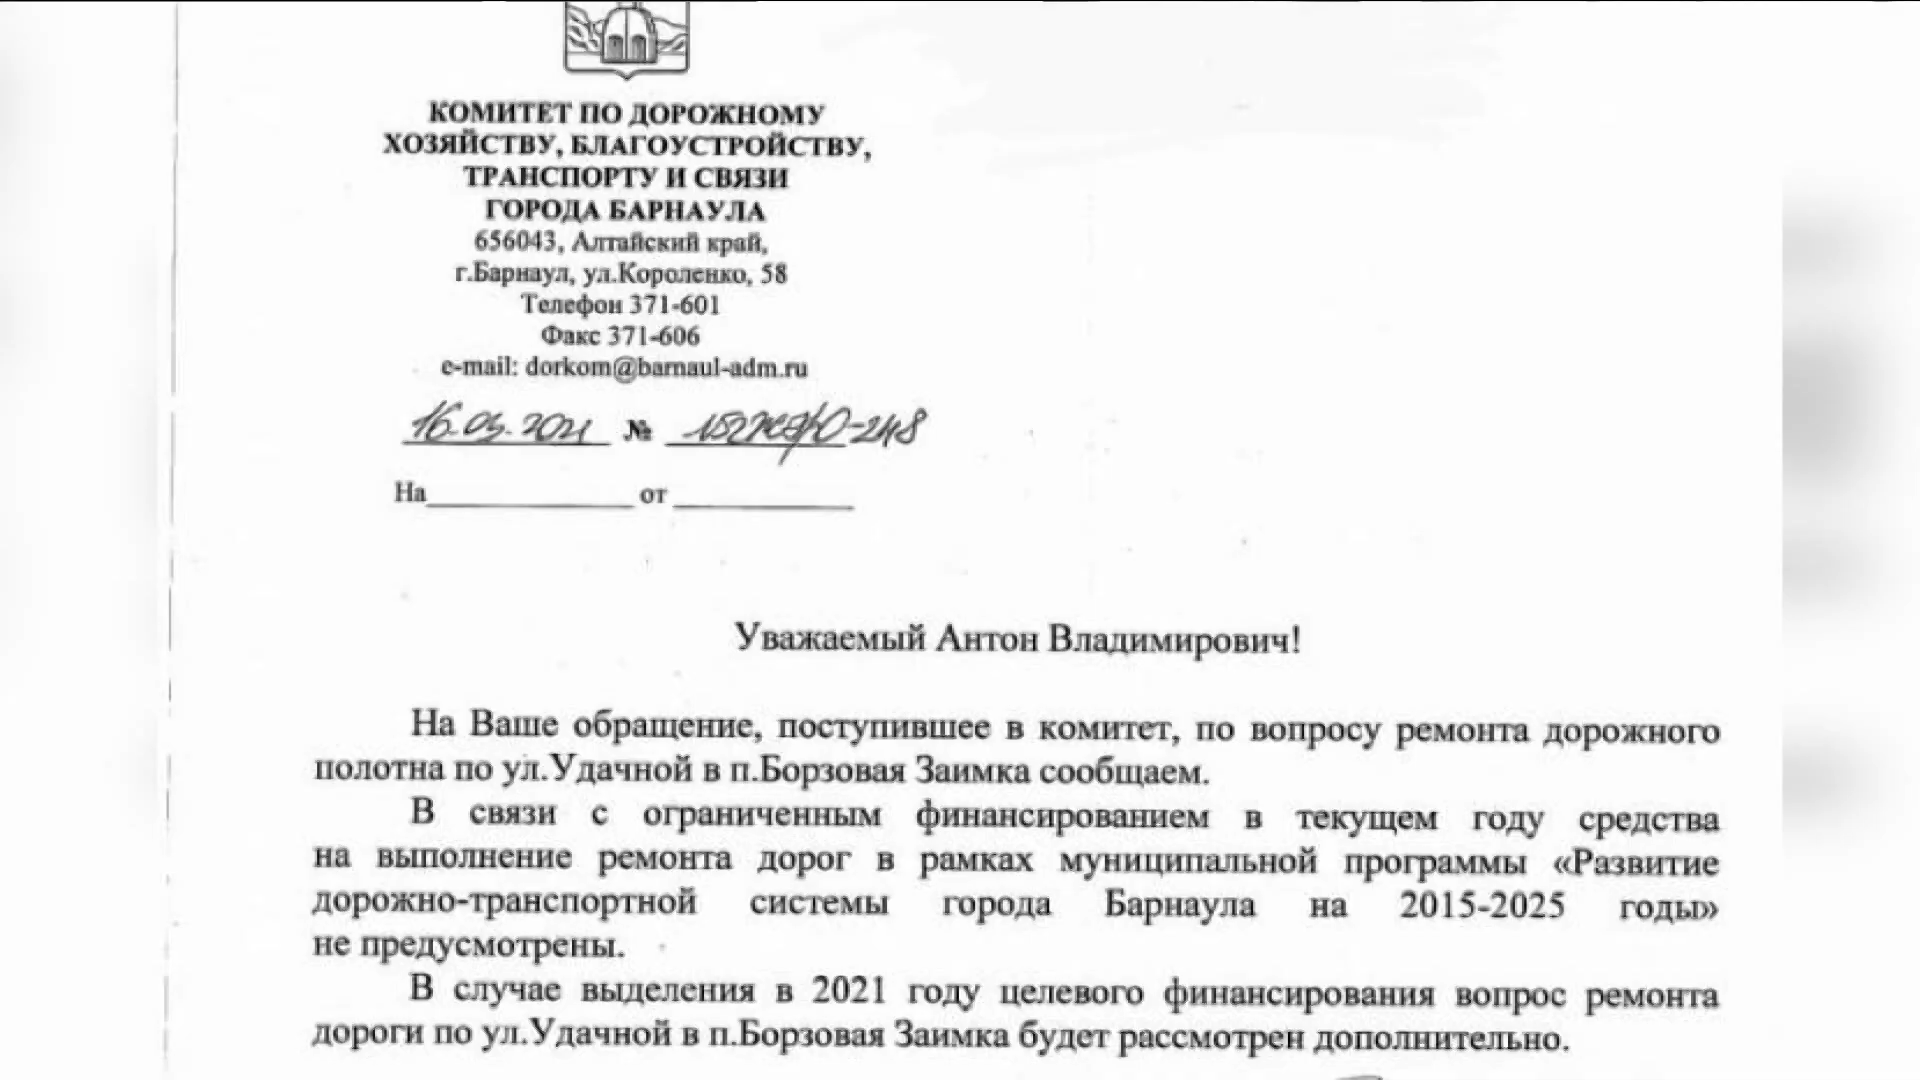 КОМИТЕТ ПО ДОРОЖНОМУ
ХОЗЯЙСТВУ, БЛАГОУСТРОЙСТВУ,
ТРАНСПОРТУ И СВЯЗИ
ГОРОДА БАРНАУЛА
656043, Алтайский край,
г.Барнаул, ул.Короленко, 58
Телефон 371-601
Факс 371-606
e-mail: dorkom@barnaul-adm.ru
16.03.2021 №
На от
Уважаемый Антон Владимирович!
На Ваше обращение, поступившее в комитет, по вопросу ремонта дорожного
полотна по ул.Удачной в п.Борзовая Заимка сообщаем.
В связи с ограниченным финансированием в текущем году средства
на выполнение ремонта дорог в рамках муниципальной программы «Развитие
дорожно-транспортной системы города Барнаула на 2015-2025 годы»
не предусмотрены.
В случае выделения в 2021 году целевого финансирования вопрос ремонта
дороги по ул.Удачной в п.Борзовая Заимка будет рассмотрен дополнительно.